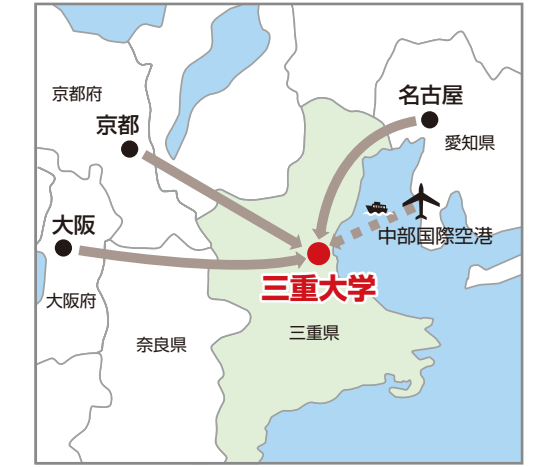 京都府
名古屋
京都
愛知県
大阪
中部国際空港
三重大学
大阪府
三重県
奈良県